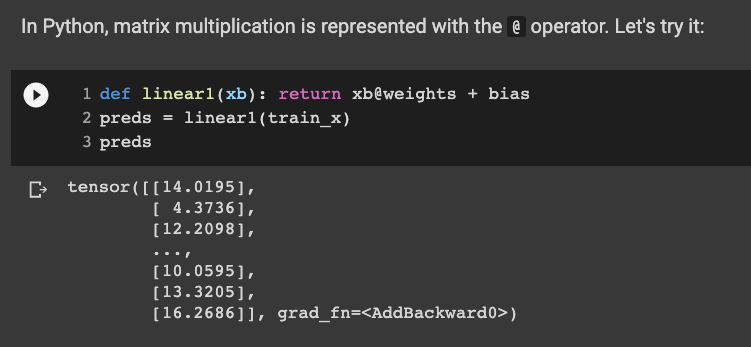 In Python, matrix multiplication is represented with the @ operator. Let's try it:
1 def linear1(xb): return xb@weights + bias
2 preds = linear1(train_x)
3 preds
tensor([[14.0195],
[ 4.3736],
[12.2098],
...,
[10.0595],
[13.3205],
[16.2686]], grad_fn=<AddBackward0>)